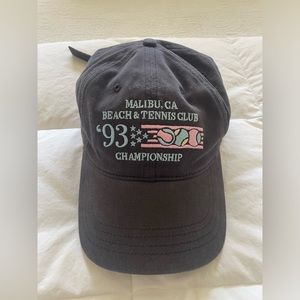 MALIBU, CA
BEACH & TENNIS CLUB
'93
CHAMPIONSHIP